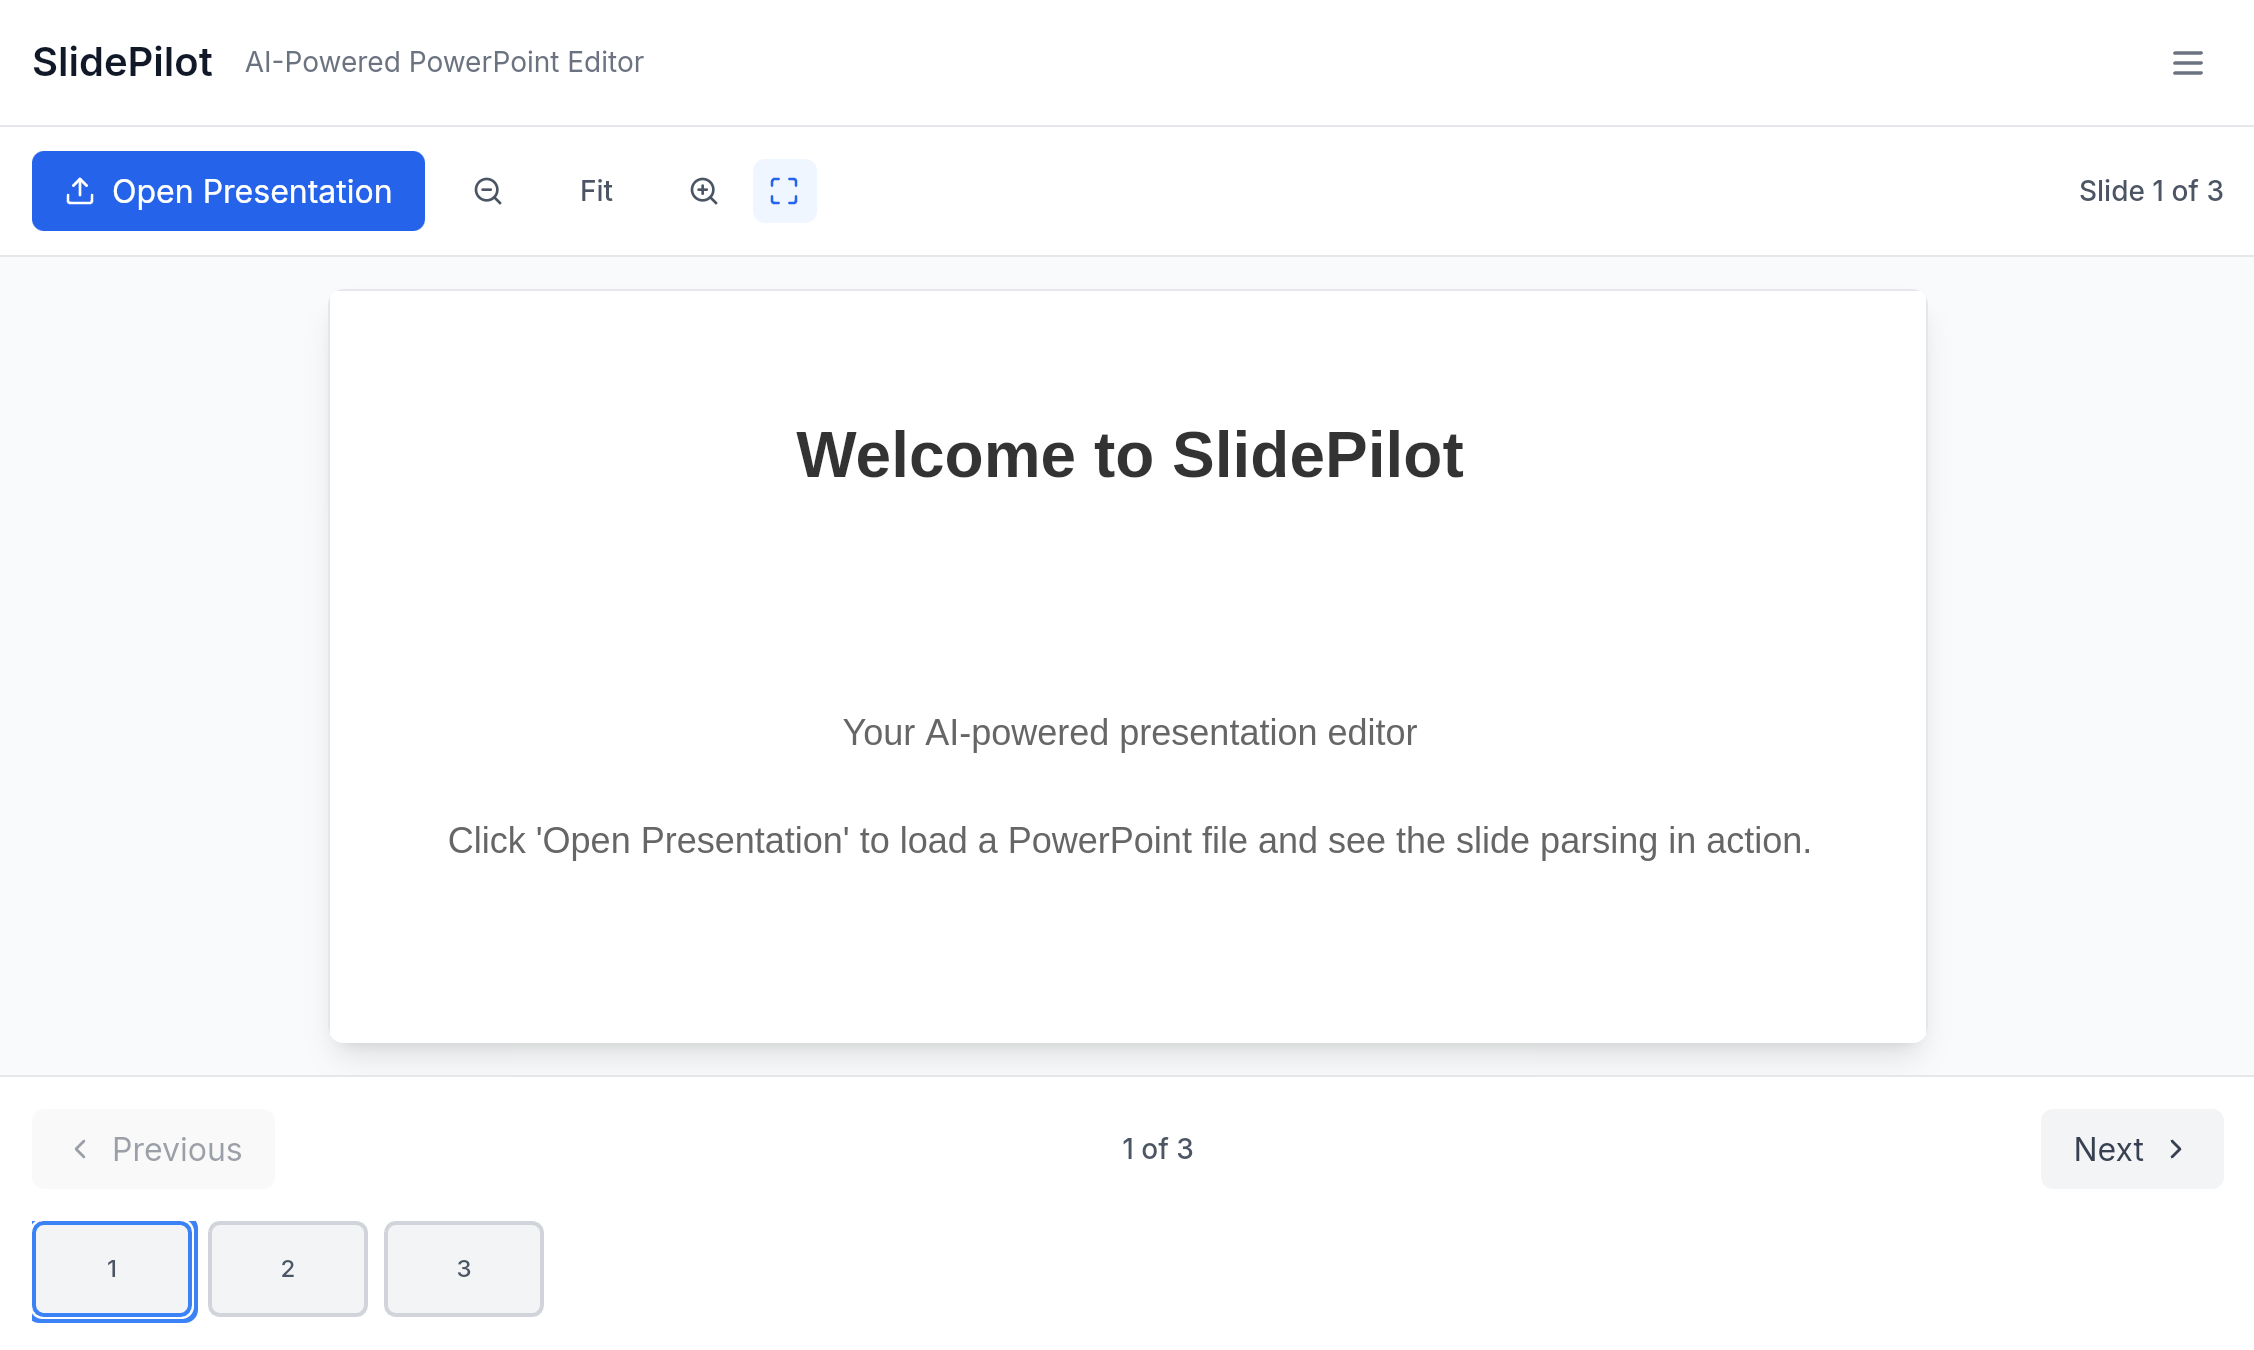 SlidePilot AI-Powered PowerPoint Editor
Open Presentation Fit Slide 1 of 3
Welcome to SlidePilot
Your AI-powered presentation editor
Click 'Open Presentation' to load a PowerPoint file and see the slide parsing in action.
Previous 1 of 3 Next
1 2 3